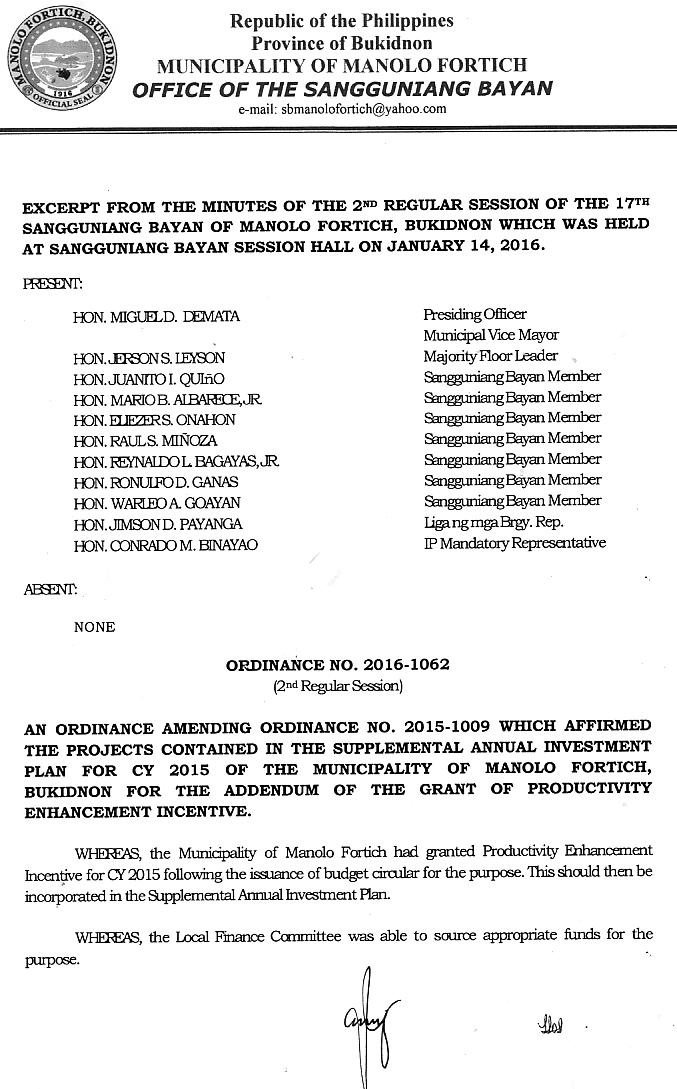 MANOLO FORTICH, BUKIDNON
1916
OFFICIAL SEAL
Republic of the Philippines
Province of Bukidnon
MUNICIPALITY OF MANOLO FORTICH
OFFICE OF THE SANGGUNIANG BAYAN
e-mail: sbmanolofortich@yahoo.com
EXCERPT FROM THE MINUTES OF THE 2ND REGULAR SESSION OF THE 17TH
SANGGUNIANG BAYAN OF MANOLO FORTICH, BUKIDNON WHICH WAS HELD
AT SANGGUNIANG BAYAN SESSION HALL ON JANUARY 14, 2016.
PRESENT:
HON. MIGUEL D. DEMATA Presiding Officer
Municipal Vice Mayor
HON. JERSON S. LEYSON Majority Floor Leader
HON. JUANITO I. QUIñO Sangguniang Bayan Member
HON. MARIO B. ALBARECE, JR. Sangguniang Bayan Member
HON. ELIEZER S. ONAHON Sangguniang Bayan Member
HON. RAUL S. MIÑOZA Sangguniang Bayan Member
HON. REYNALDO L. BAGAYAS, JR. Sangguniang Bayan Member
HON. RONULFO D. GANAS Sangguniang Bayan Member
HON. WARLEO A. GOAYAN Sangguniang Bayan Member
HON. JIMSON D. PAYANGA Liga ng mga Brgy. Rep.
HON. CONRADO M. BINAYAO IP Mandatory Representative
ABSENT:
NONE
ORDINANCE NO. 2016-1062
(2nd Regular Session)
AN ORDINANCE AMENDING ORDINANCE NO. 2015-1009 WHICH AFFIRMED
THE PROJECTS CONTAINED IN THE SUPPLEMENTAL ANNUAL INVESTMENT
PLAN FOR CY 2015 OF THE MUNICIPALITY OF MANOLO FORTICH,
BUKIDNON FOR THE ADDENDUM OF THE GRANT OF PRODUCTIVITY
ENHANCEMENT INCENTIVE.
WHEREAS, the Municipality of Manolo Fortich had granted Productivity Enhancement
Incentive for CY 2015 following the issuance of budget circular for the purpose. This should then be
incorporated in the Supplemental Annual Investment Plan.
WHEREAS, the Local Finance Committee was able to source appropriate funds for the
purpose.